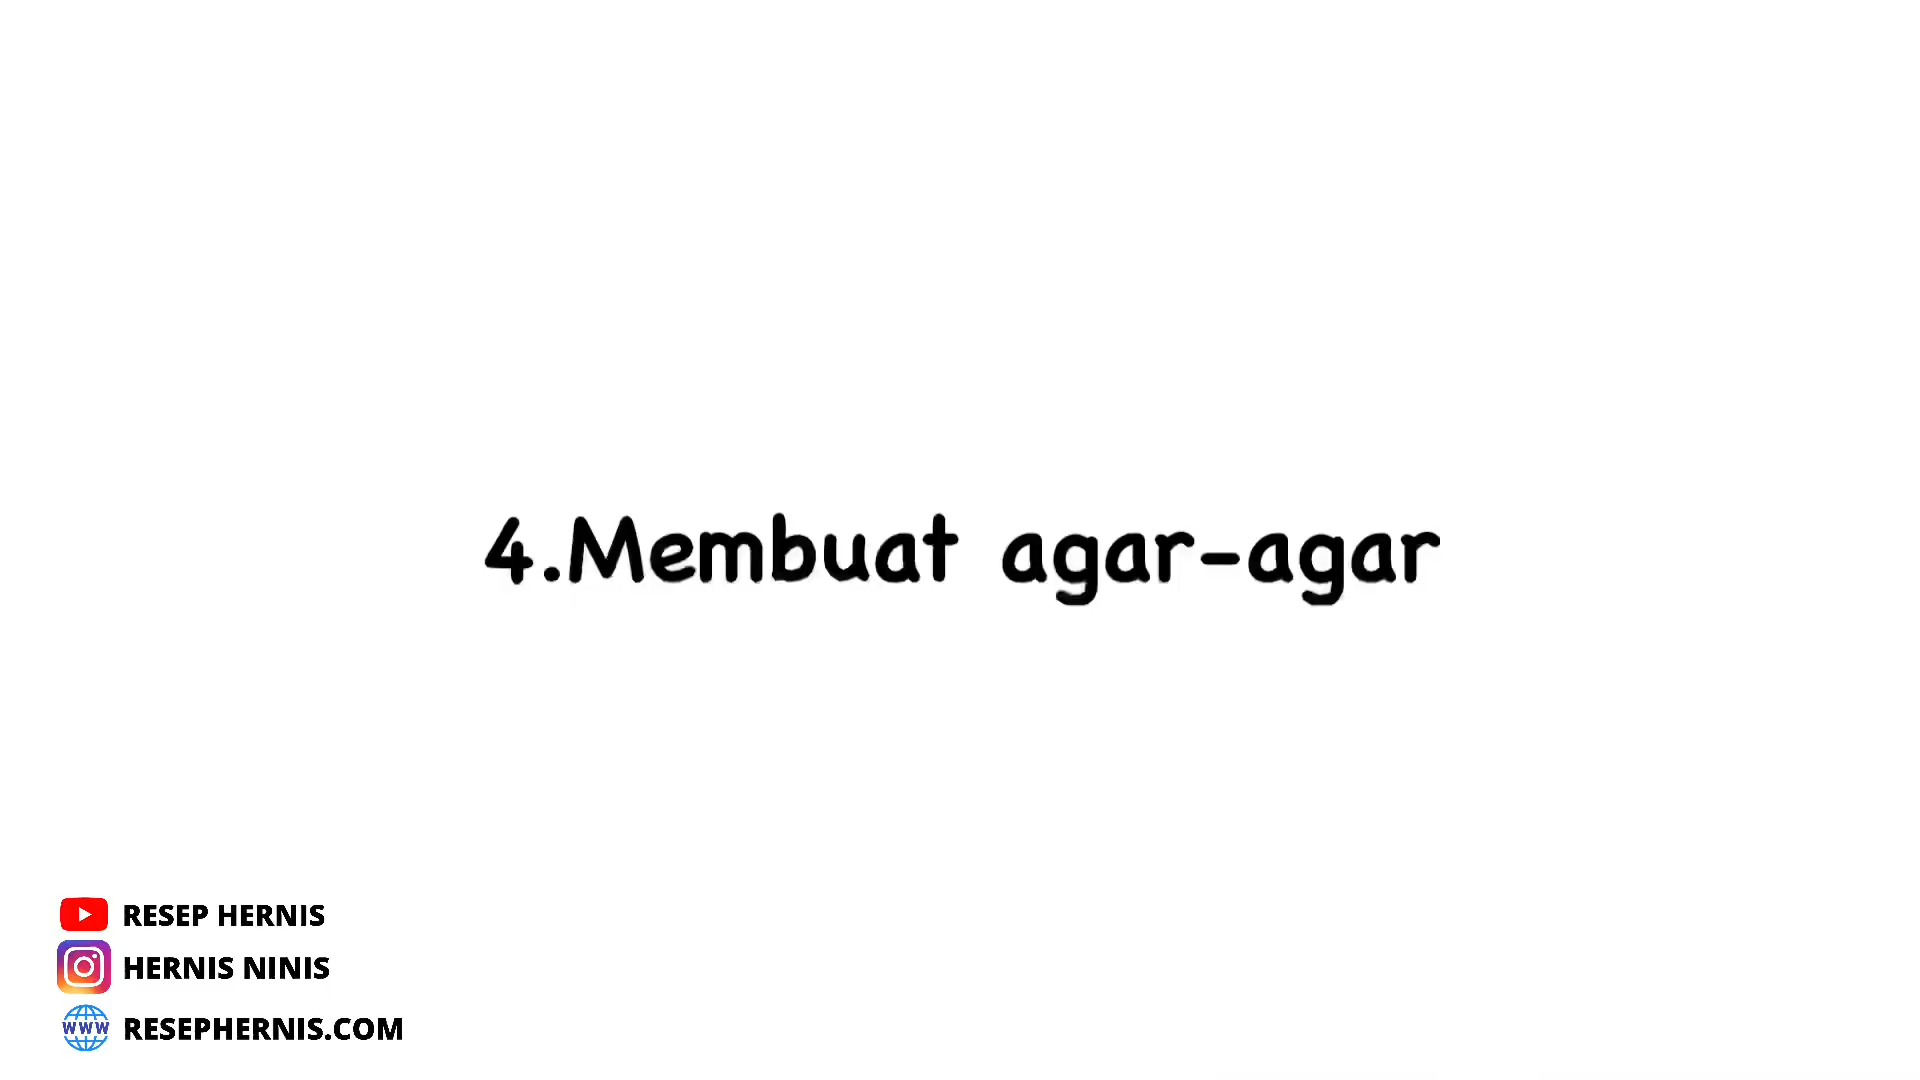 4.Membuat agar-agar
RESEP HERNIS
HERNIS NINIS
WWW RESEPHERNIS.COM